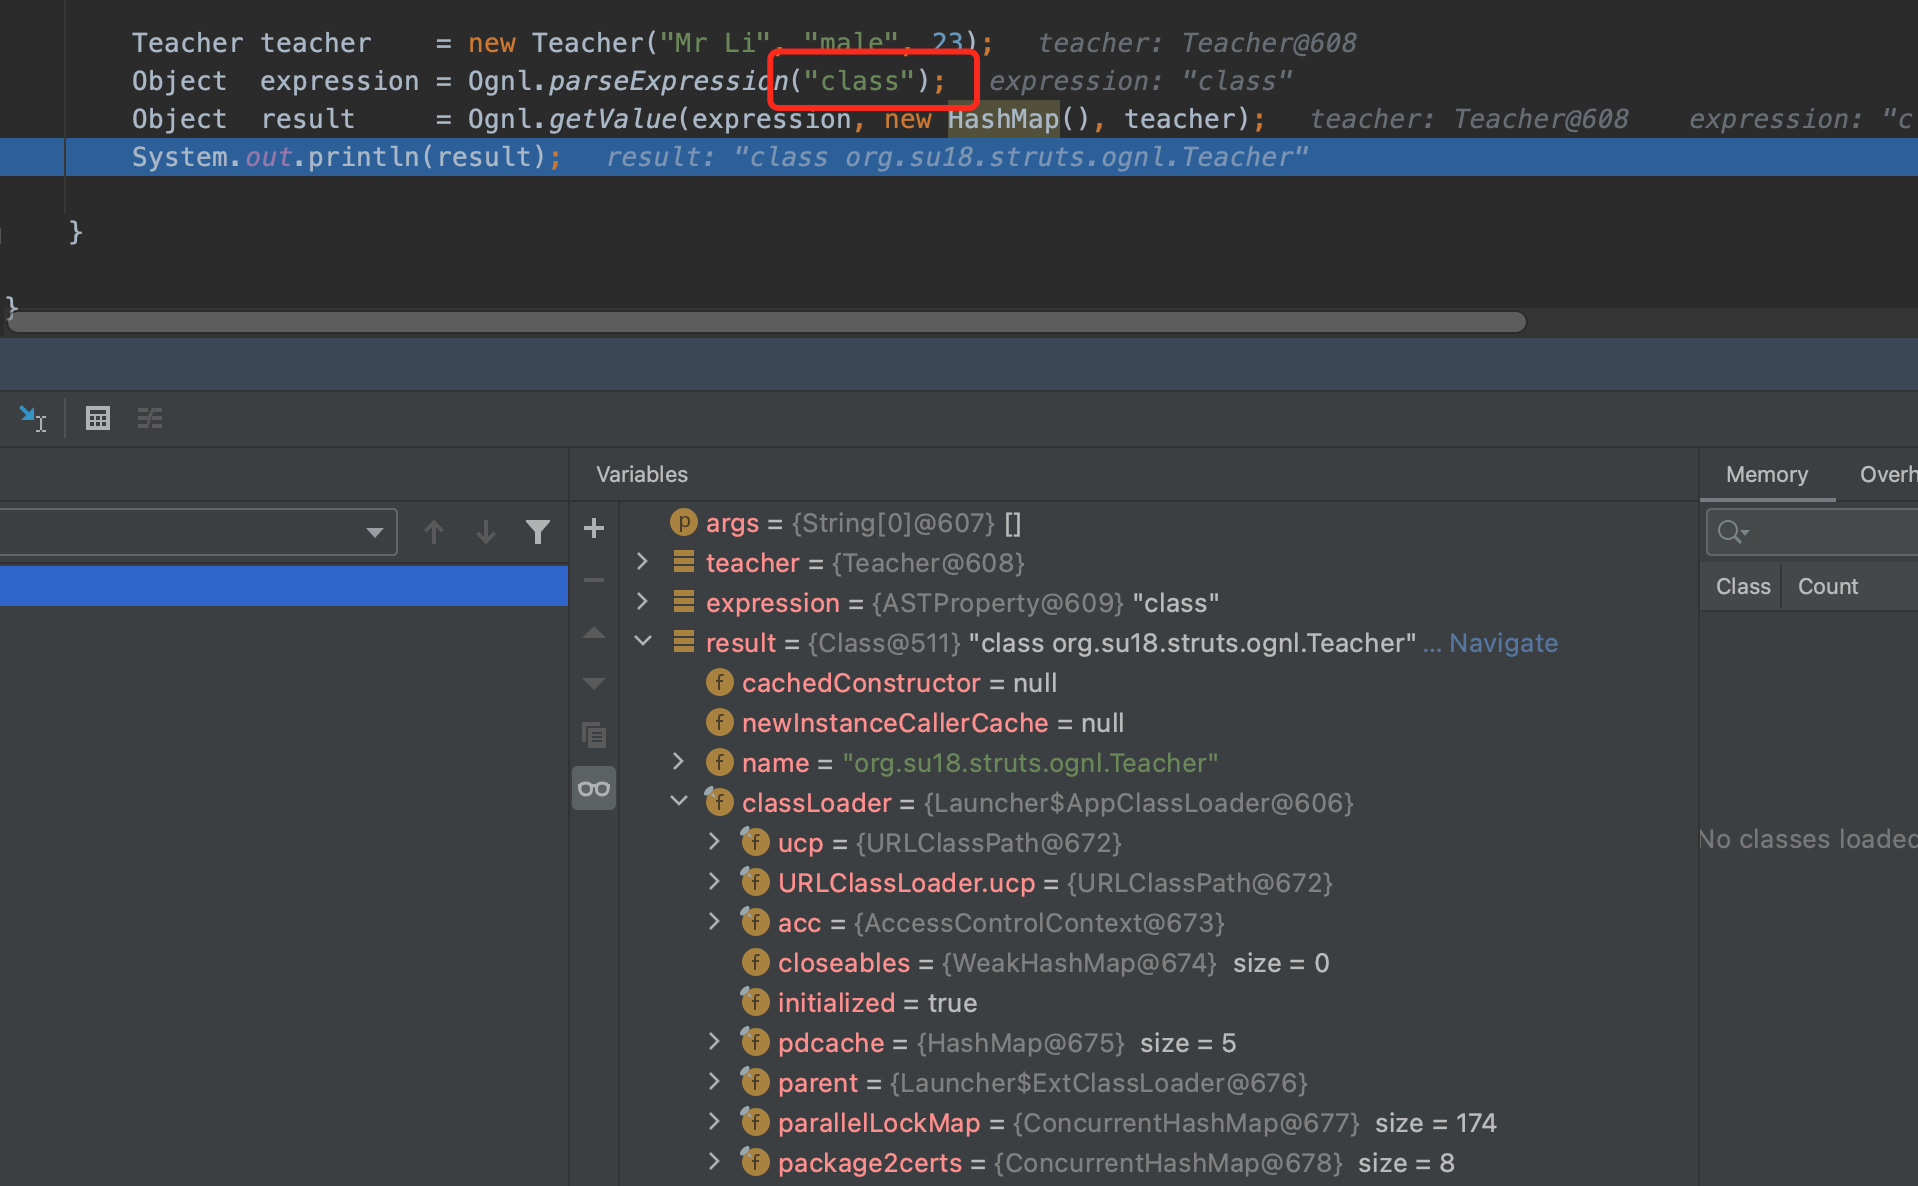 Teacher teacher    = new Teacher("Mr Li", "male", 23);   teacher: Teacher@608
Object  expression = Ognl.parseExpression("class");   expression: "class"
Object  result     = Ognl.getValue(expression, new HashMap(), teacher);   teacher: Teacher@608    expression: "c
System.out.println(result);   result: "class org.su18.struts.ognl.Teacher"
}
}
Variables
Memory
Overh
args = {String[0]@607} []
teacher = {Teacher@608}
expression = {ASTProperty@609} "class"
Class
Count
result = {Class@511} "class org.su18.struts.ognl.Teacher" ... Navigate
cachedConstructor = null
newInstanceCallerCache = null
name = "org.su18.struts.ognl.Teacher"
classLoader = {Launcher$AppClassLoader@606}
ucp = {URLClassPath@672}
No classes loaded
URLClassLoader.ucp = {URLClassPath@672}
acc = {AccessControlContext@673}
closeables = {WeakHashMap@674}  size = 0
initialized = true
pdcache = {HashMap@675}  size = 5
parent = {Launcher$ExtClassLoader@676}
parallelLockMap = {ConcurrentHashMap@677}  size = 174
package2certs = {ConcurrentHashMap@678}  size = 8